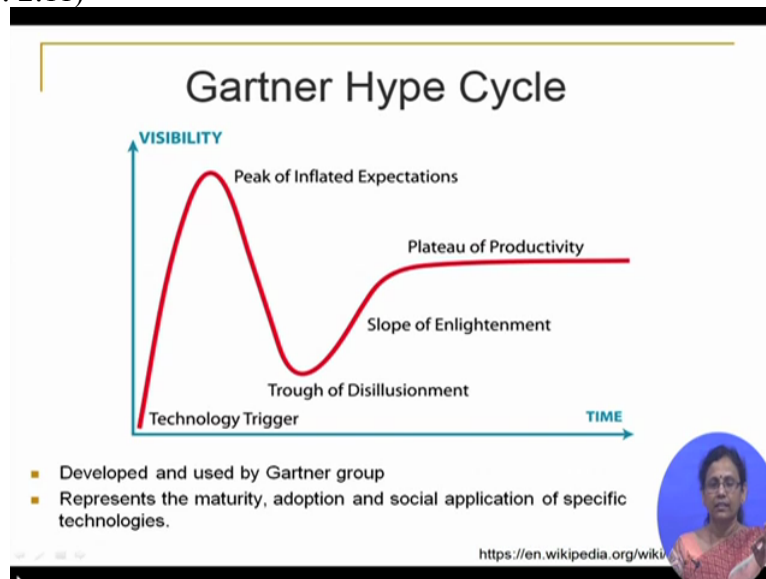 Gartner Hype Cycle
VISIBILITY
Peak of Inflated Expectations
Plateau of Productivity
Slope of Enlightenment
Trough of Disillusionment
Technology Trigger
TIME
Developed and used by Gartner group
Represents the maturity, adoption and social application of specific
technologies.
https://en.wikipedia.org/wiki/